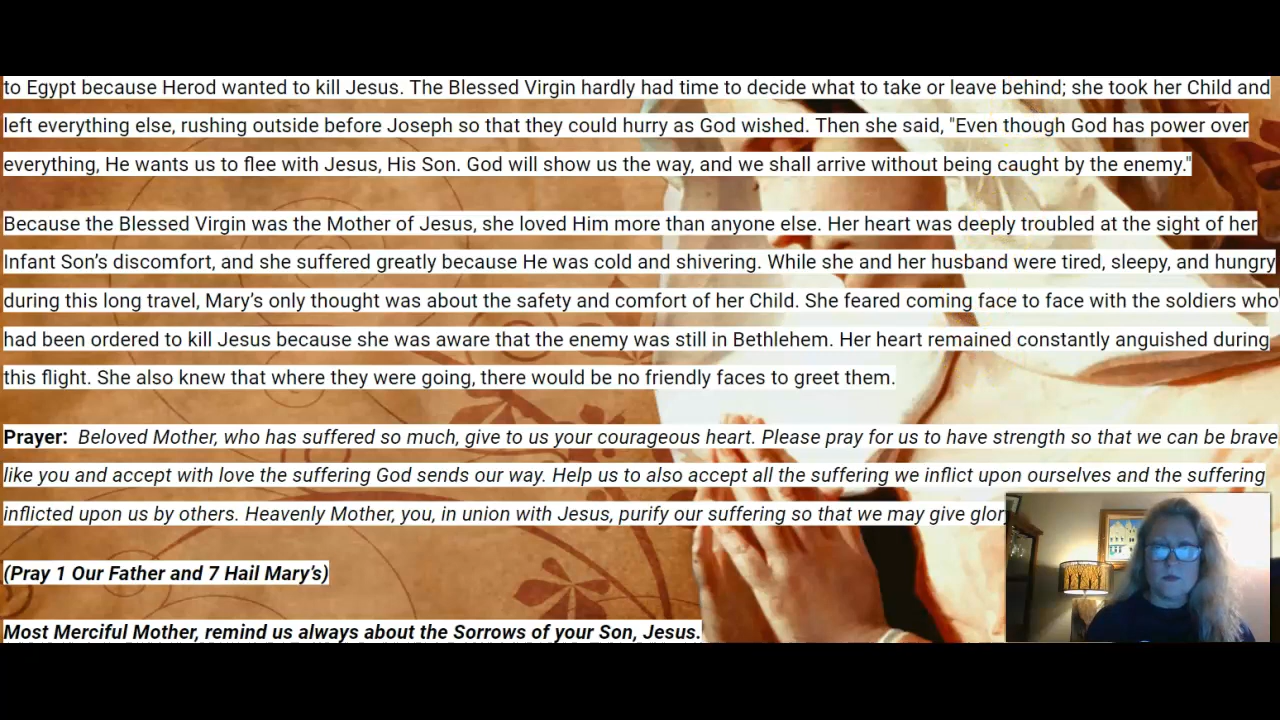 to Egypt because Herod wanted to kill Jesus. The Blessed Virgin hardly had time to decide what to take or leave behind; she took her Child and
left everything else, rushing outside before Joseph so that they could hurry as God wished. Then she said, "Even though God has power over
everything, He wants us to flee with Jesus, His Son. God will show us the way, and we shall arrive without being caught by the enemy."
Because the Blessed Virgin was the Mother of Jesus, she loved Him more than anyone else. Her heart was deeply troubled at the sight of her
Infant Son’s discomfort, and she suffered greatly because He was cold and shivering. While she and her husband were tired, sleepy, and hungry
during this long travel, Mary’s only thought was about the safety and comfort of her Child. She feared coming face to face with the soldiers who
had been ordered to kill Jesus because she was aware that the enemy was still in Bethlehem. Her heart remained constantly anguished during
this flight. She also knew that where they were going, there would be no friendly faces to greet them.
Prayer: Beloved Mother, who has suffered so much, give to us your courageous heart. Please pray for us to have strength so that we can be brave
like you and accept with love the suffering God sends our way. Help us to also accept all the suffering we inflict upon ourselves and the suffering
inflicted upon us by others. Heavenly Mother, you, in union with Jesus, purify our suffering so that we may give glor
(Pray 1 Our Father and 7 Hail Mary’s)
Most Merciful Mother, remind us always about the Sorrows of your Son, Jesus.